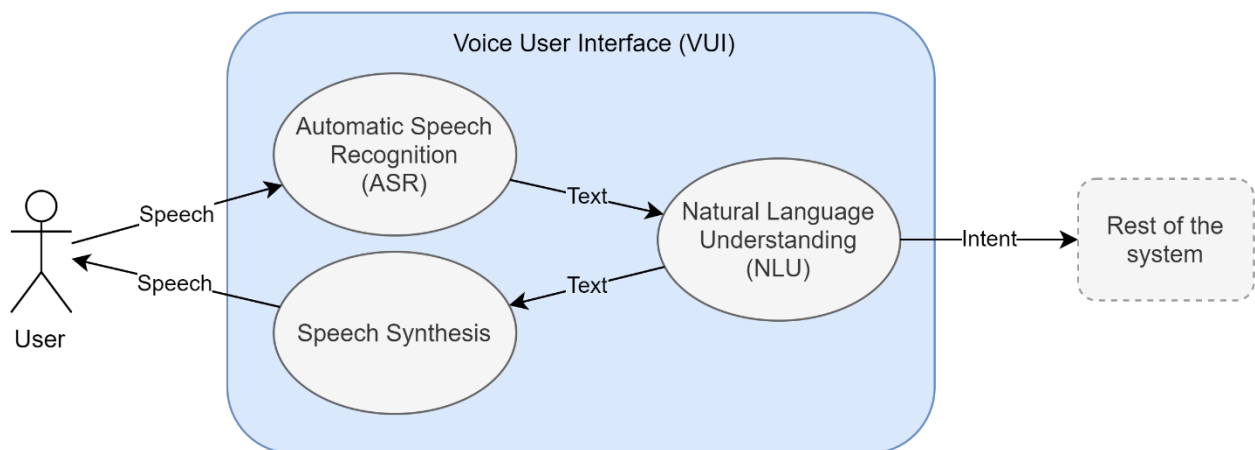 Voice User Interface (VUI)
Automatic Speech
Recognition
(ASR)
Speech
Text
Natural Language
Understanding
(NLU)
Intent
Rest of the
system
Speech
Text
Speech Synthesis
User